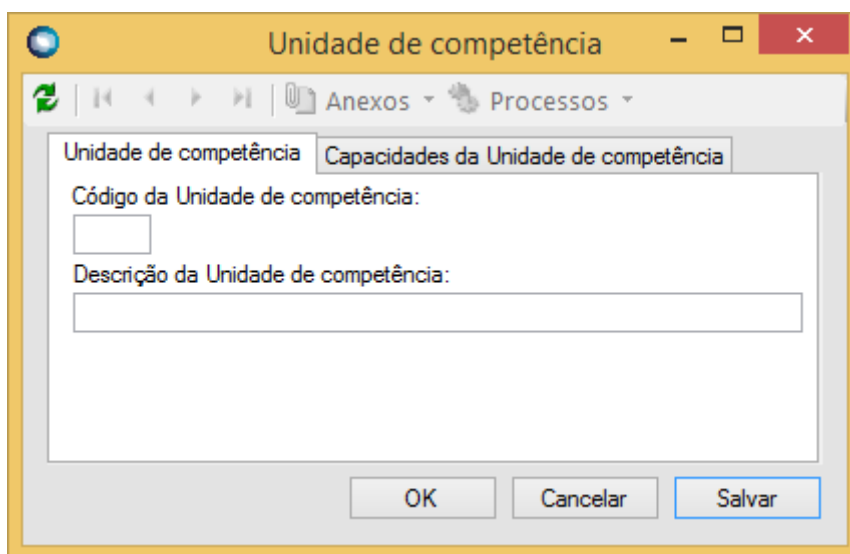 Unidade de competência
Anexos Processos
Unidade de competência Capacidades da Unidade de competência
Código da Unidade de competência:
Descrição da Unidade de competência:
OK Cancelar Salvar